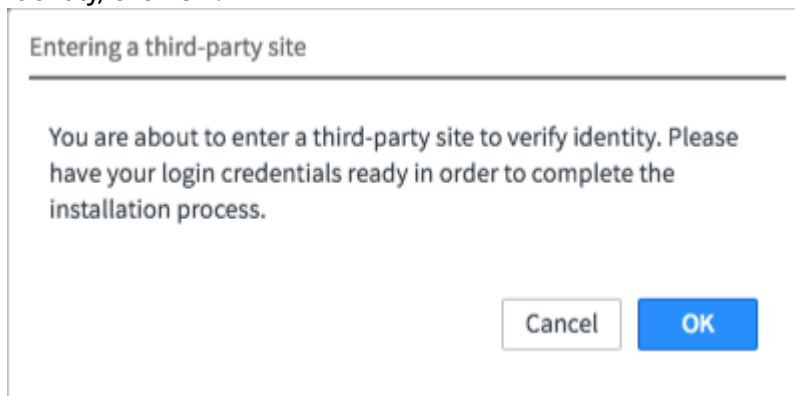 Entering a third-party site
You are about to enter a third-party site to verify identity. Please
have your login credentials ready in order to complete the
installation process.
Cancel
OK